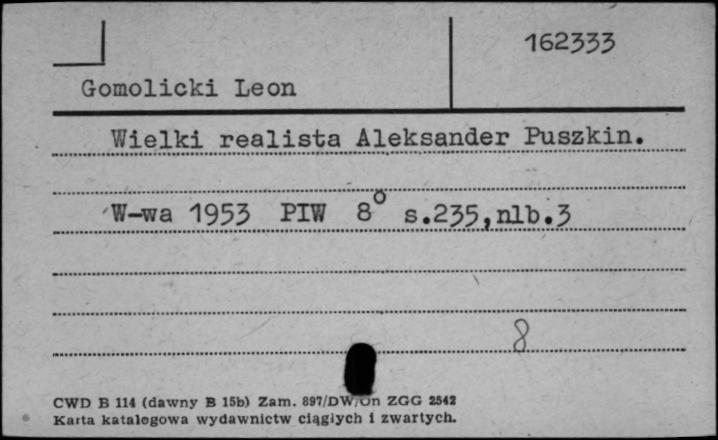 162333
Gomolicki Leon
Wielki realista Aleksander Puszkin.
W-wa 1953 PIW 8° s.235,nlb.3
8
CWD B 114 (dawny B 15b) Zam. 897/DW/Un ZGG 2542
Karta katalogowa wydawnictw ciągłych i zwartych.